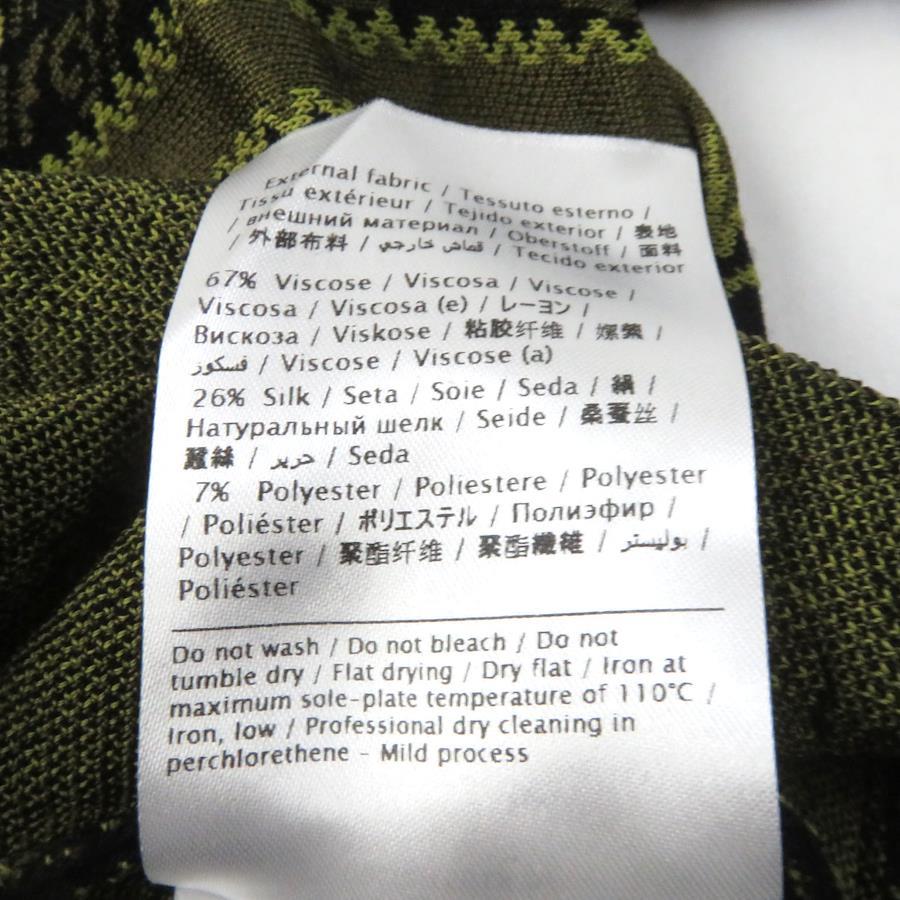 External fabric / Tessuto esterno /
Tissu extérieur / Tejido exterior / 表地
/ внешний материал / Oberstoff / 面料
/ 外部布料 / قماش خارجي / Tecido exterior
67% Viscose / Viscosa / Viscose /
Viscosa / Viscosa (e) / レーヨン /
Вискоза / Viskose / 粘胶纤维 / 嫘縈 /
فسكوز / Viscose / Viscose (a)
26% Silk / Seta / Soie / Seda / 絹 /
Натуральный шелк / Seide / 桑蚕丝 /
蠶絲 / حرير / Seda
7% Polyester / Poliestere / Polyester
/ Poliéster / ポリエステル / Полиэфир /
Polyester / 聚酯纤维 / 聚酯纖維 / بوليستر /
Poliéster
Do not wash / Do not bleach / Do not
tumble dry / Flat drying / Dry flat / Iron at
maximum sole-plate temperature of 110°C /
Iron, low / Professional dry cleaning in
perchlorethene - Mild process